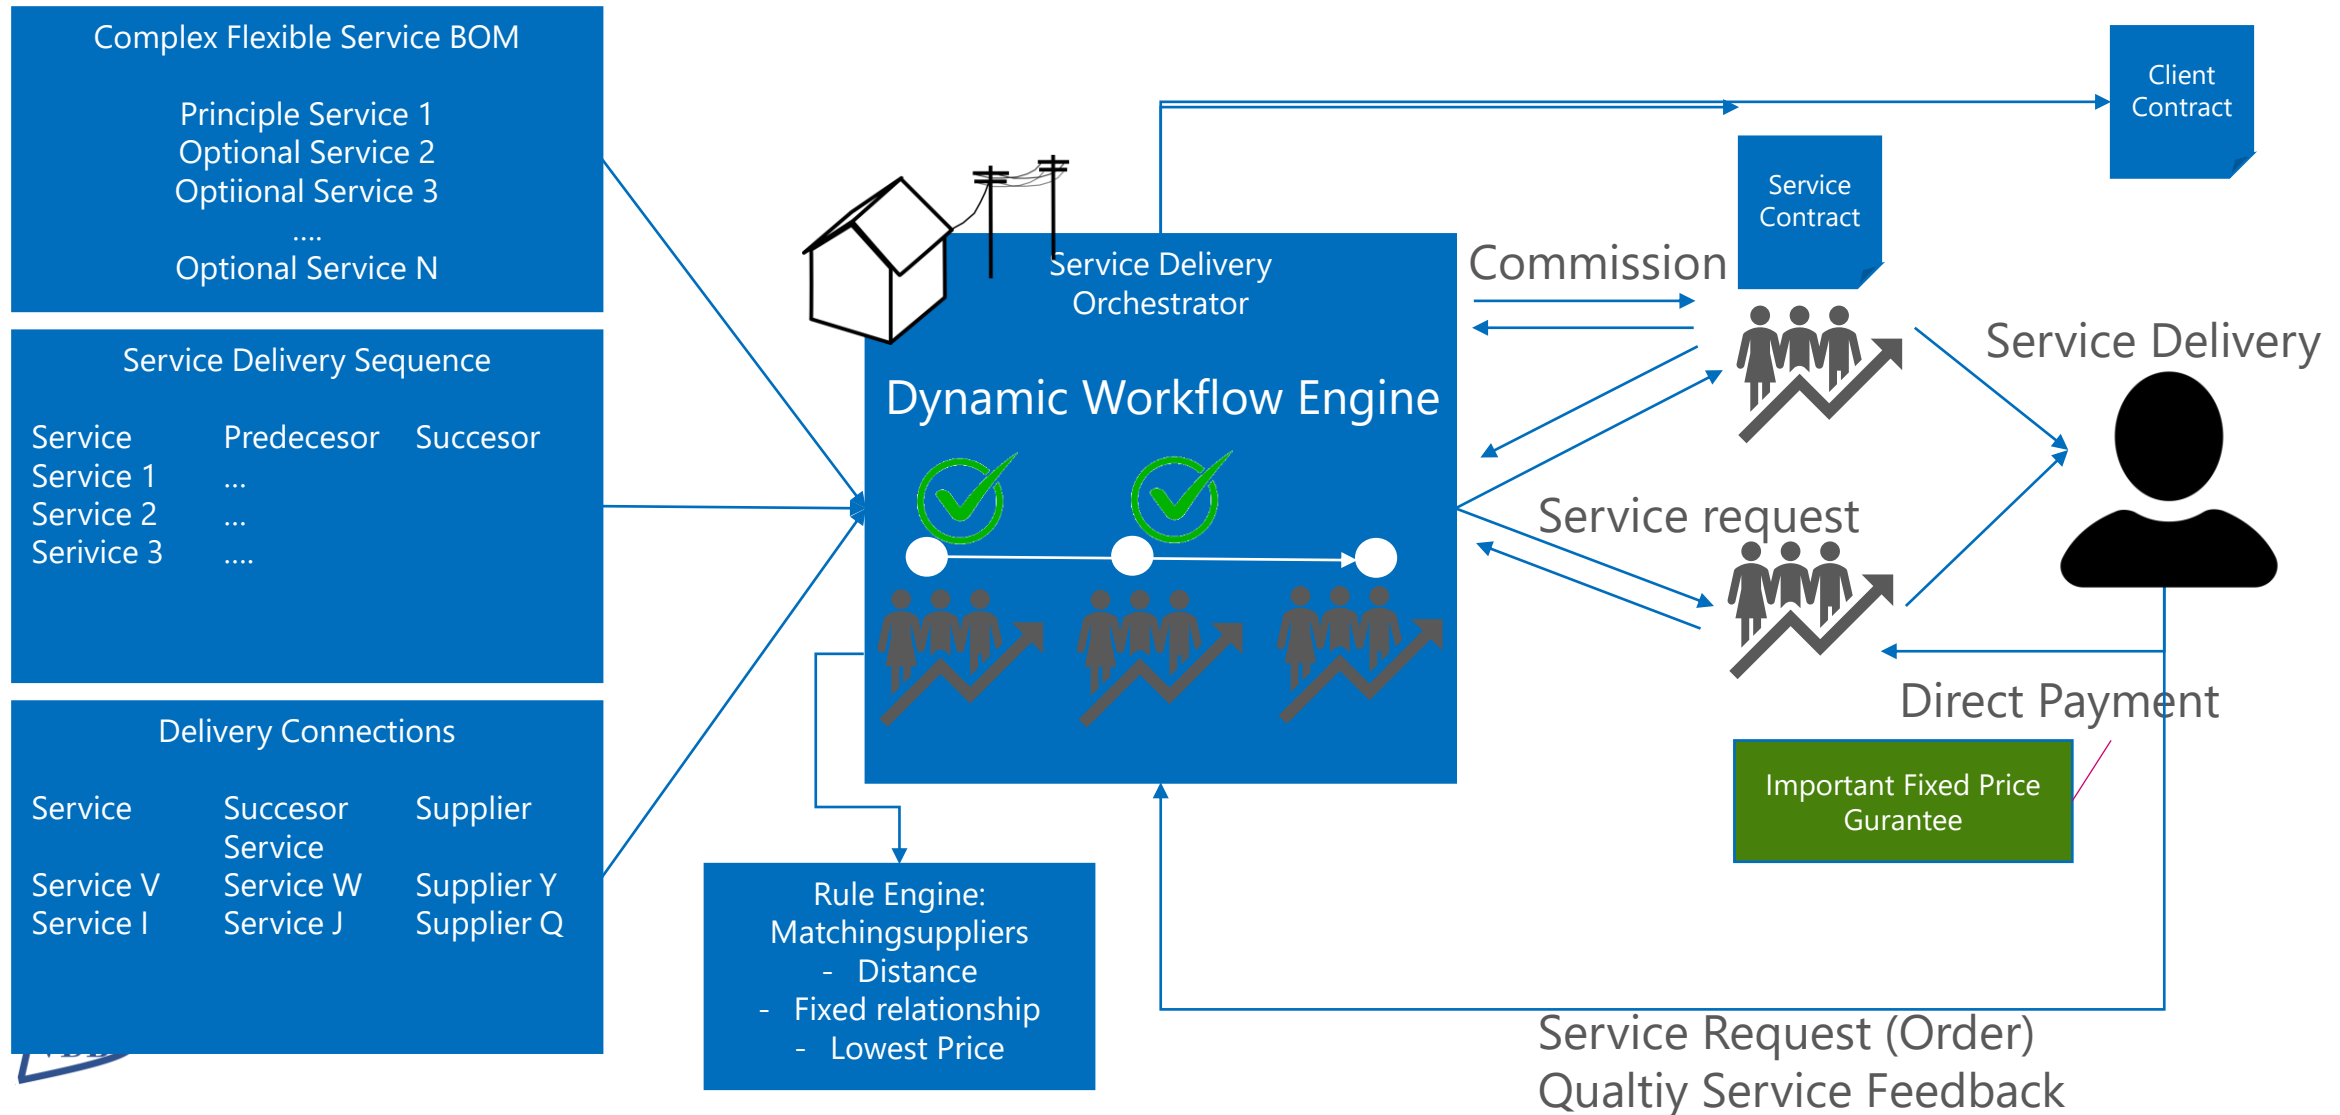 Complex Flexible Service BOM
Principle Service 1
Optional Service 2
Optiional Service 3
....
Optional Service N
Service Delivery Sequence
Service Predecesor Succesor
Service 1 ...
Service 2 ...
Serivice 3 ....
Delivery Connections
Service Succesor Supplier
Service
Service V Service W Supplier Y
Service I Service J Supplier Q
Service Delivery
Orchestrator
Dynamic Workflow Engine
Rule Engine:
Matchingsuppliers
- Distance
- Fixed relationship
- Lowest Price
Client
Contract
Service
Contract
Commission
Service Delivery
Service request
Direct Payment
Important Fixed Price
Gurantee
Service Request (Order)
Qualtiy Service Feedback